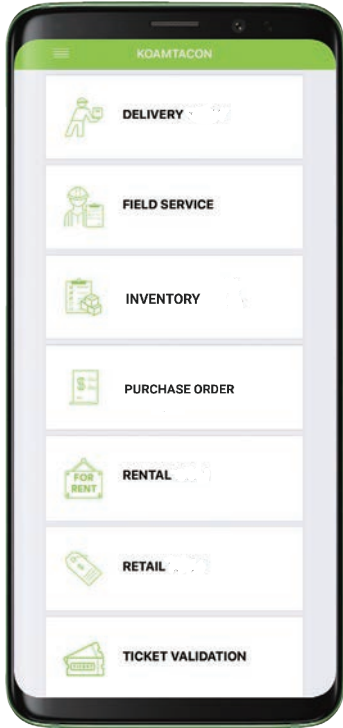 KOAMTACON
DELIVERY
FIELD SERVICE
INVENTORY
$
PURCHASE ORDER
FOR
RENT
RENTAL
RETAIL
TICKET VALIDATION